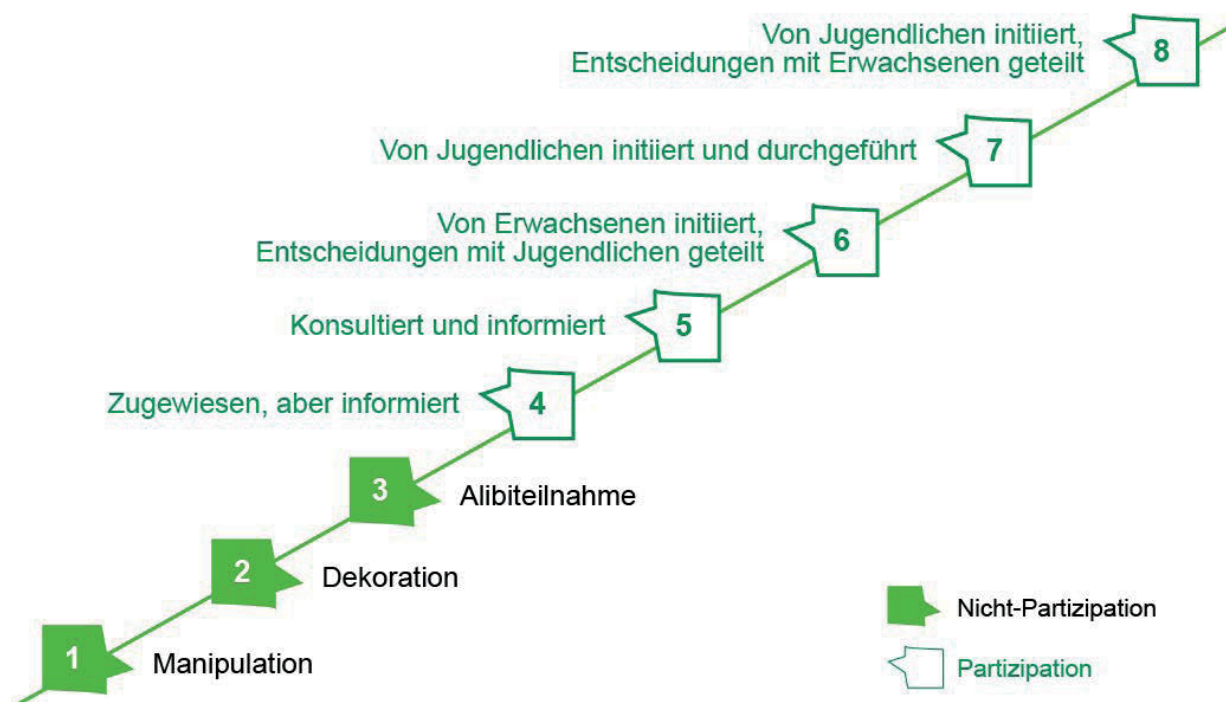 Von Jugendlichen initiiert,
Entscheidungen mit Erwachsenen geteilt
8
Von Jugendlichen initiiert und durchgeführt
7
Von Erwachsenen initiiert,
Entscheidungen mit Jugendlichen geteilt
6
Konsultiert und informiert
5
Zugewiesen, aber informiert
4
3
Alibiteilnahme
2
Dekoration
1
Manipulation
Nicht-Partizipation
Partizipation